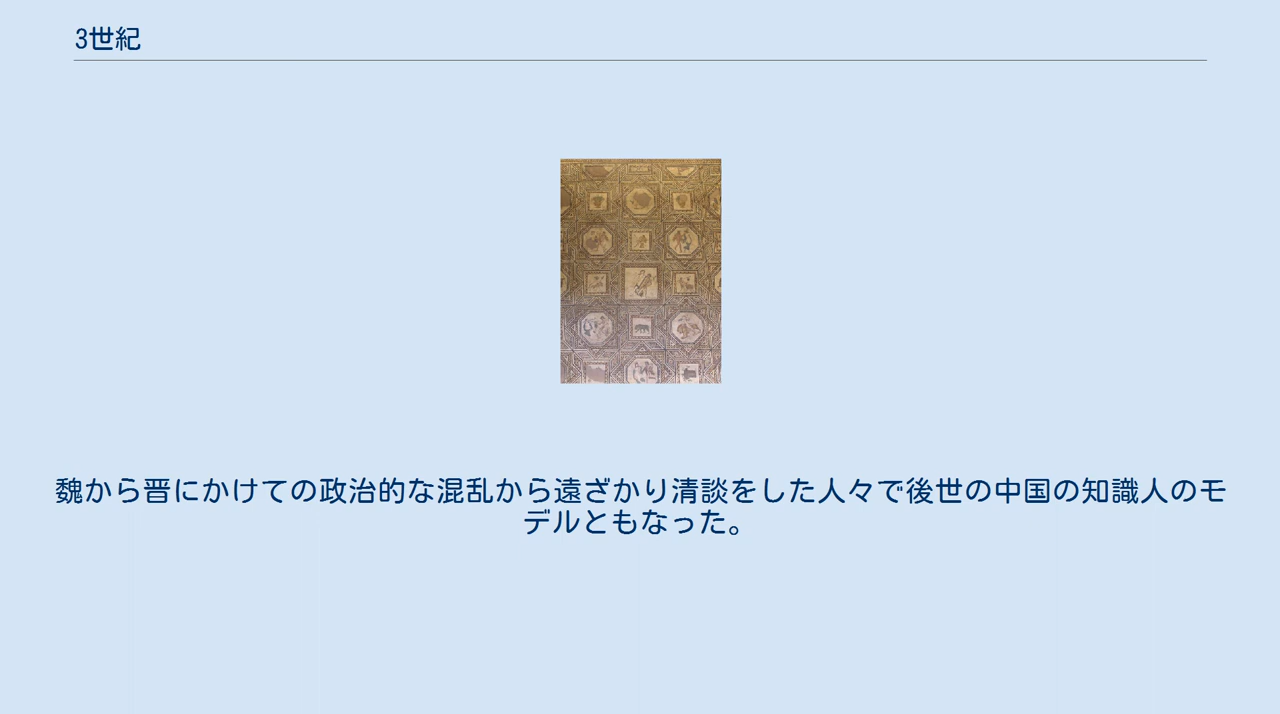 3世紀
魏から晋にかけての政治的な混乱から遠ざかり清談をした人々で後世の中国の知識人のモ
デルともなった。